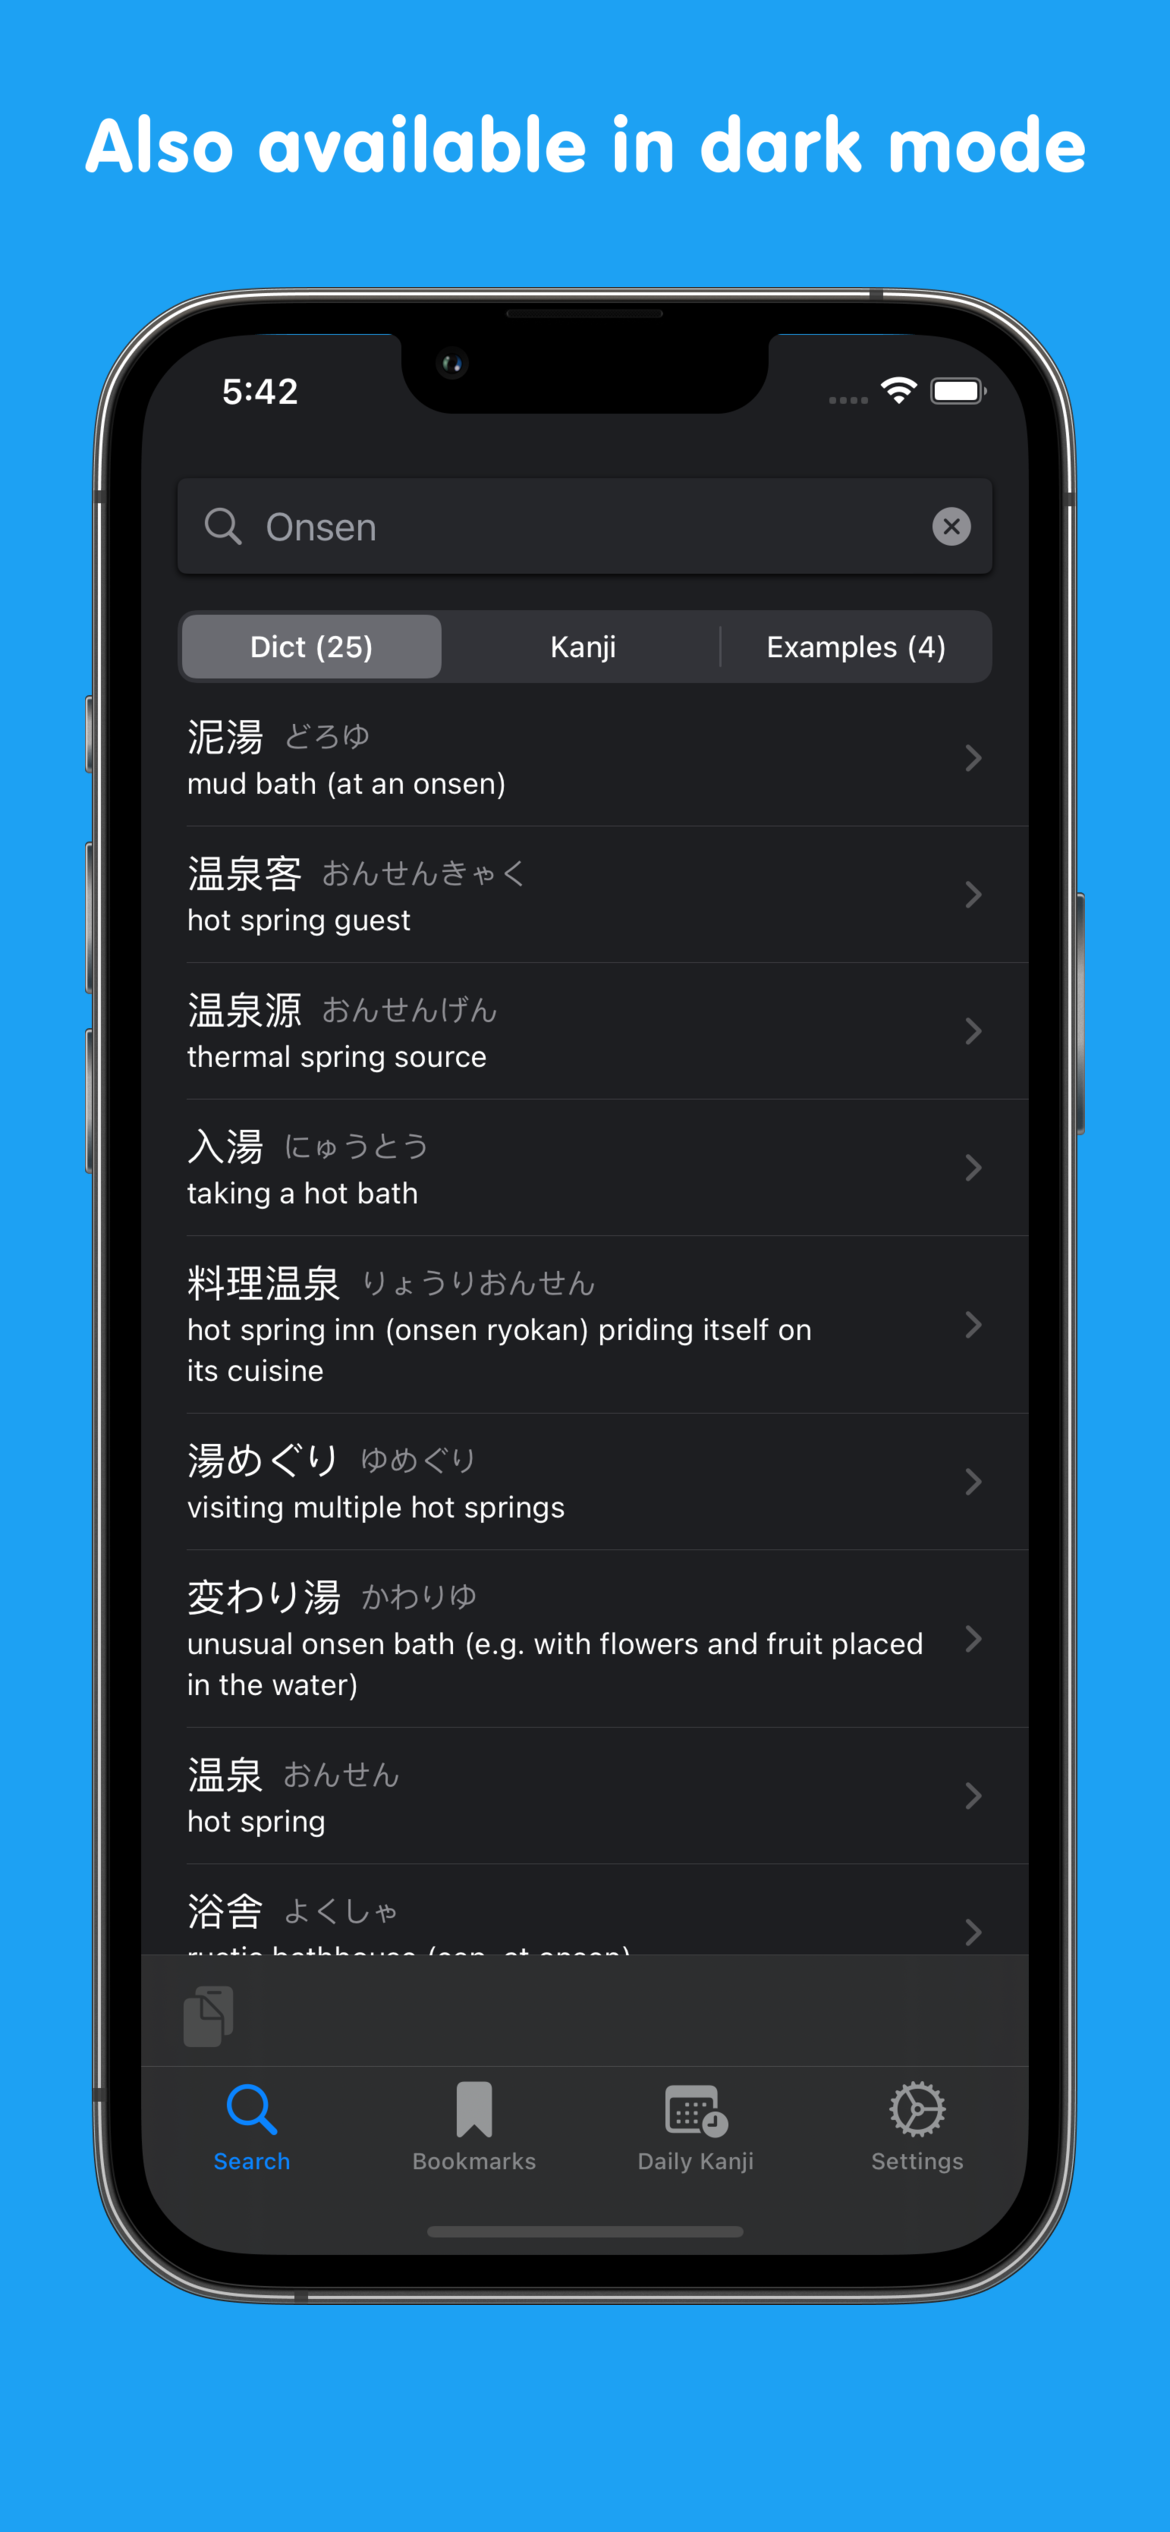 Also available in dark mode
5:42
Onsen
Dict (25) Kanji Examples (4)
泥湯 どろゆ
mud bath (at an onsen)
温泉客 おんせんきゃく
hot spring guest
温泉源 おんせんげん
thermal spring source
入湯 にゅうとう
taking a hot bath
料理温泉 りょうりおんせん
hot spring inn (onsen ryokan) priding itself on
its cuisine
湯めぐり ゆめぐり
visiting multiple hot springs
変わり湯 かわりゆ
unusual onsen bath (e.g. with flowers and fruit placed
in the water)
温泉 おんせん
hot spring
浴舎 よくしゃ
rustic bathhouse (esp. at onsen)
Search Bookmarks Daily Kanji Settings